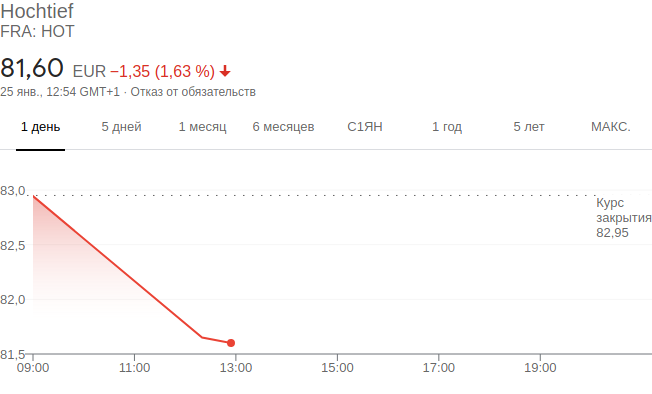 Hochtief
FRA: HOT
81,60 EUR −1,35 (1,63 %)
25 янв., 12:54 GMT+1 · Отказ от обязательств
1 день 5 дней 1 месяц 6 месяцев С1ЯН 1 год 5 лет МАКС.
83,0
Курс
закрытия
82,95
82,5
82,0
81,5
09:00 11:00 13:00 15:00 17:00 19:00